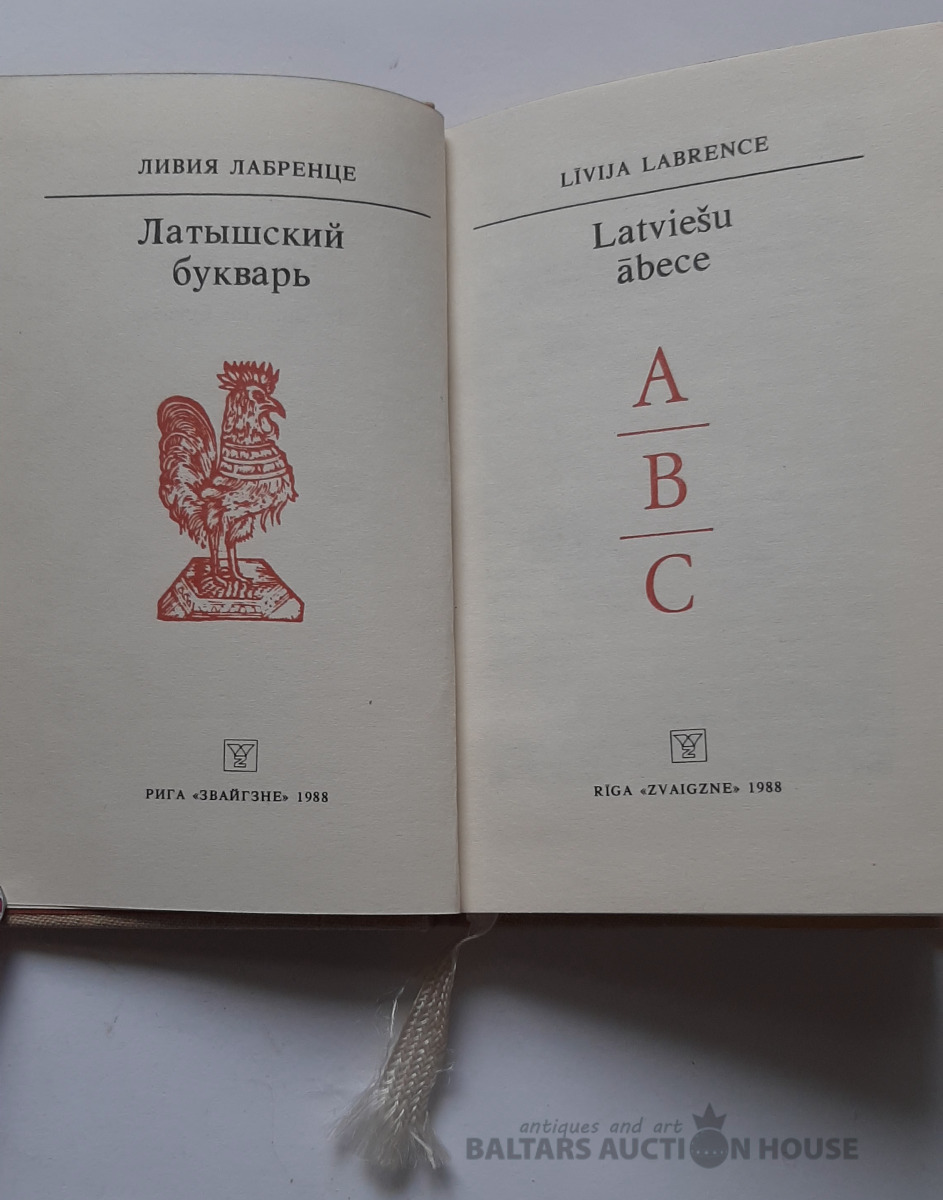 ЛИВИЯ ЛАБРЕНЦЕ
Латышский
букварь
РИГА «ЗВАЙГЗНЕ» 1988
LĪVIJA LABRENCE
Latviešu
ābece
A
B
C
RĪGA «ZVAIGZNE» 1988
antiques and art
BALTARS AUCTION HOUSE